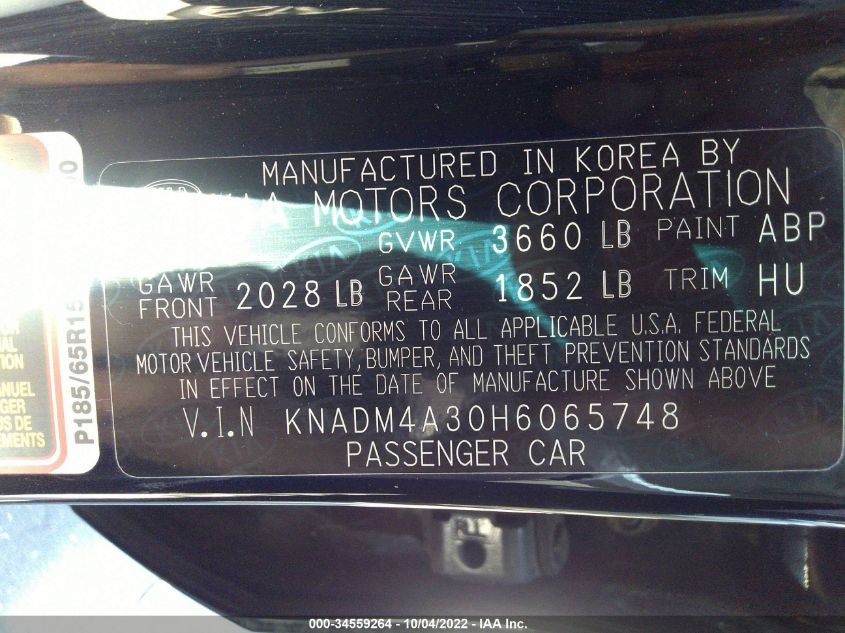 MANUFACTURED IN KOREA BY
KIA MOTORS CORPORATION
GVWR 3660 LB PAINT ABP
GAWR FRONT 2028 LB GAWR REAR 1852 LB TRIM HU
THIS VEHICLE CONFORMS TO ALL APPLICABLE U.S.A. FEDERAL
MOTOR VEHICLE SAFETY, BUMPER, AND THEFT PREVENTION STANDARDS
IN EFFECT ON THE DATE OF MANUFACTURE SHOWN ABOVE
V.I.N KNADM4A30H6065748
PASSENGER CAR
P185/65R15
KIA
000-34559264 - 10/04/2022 - IAA Inc.